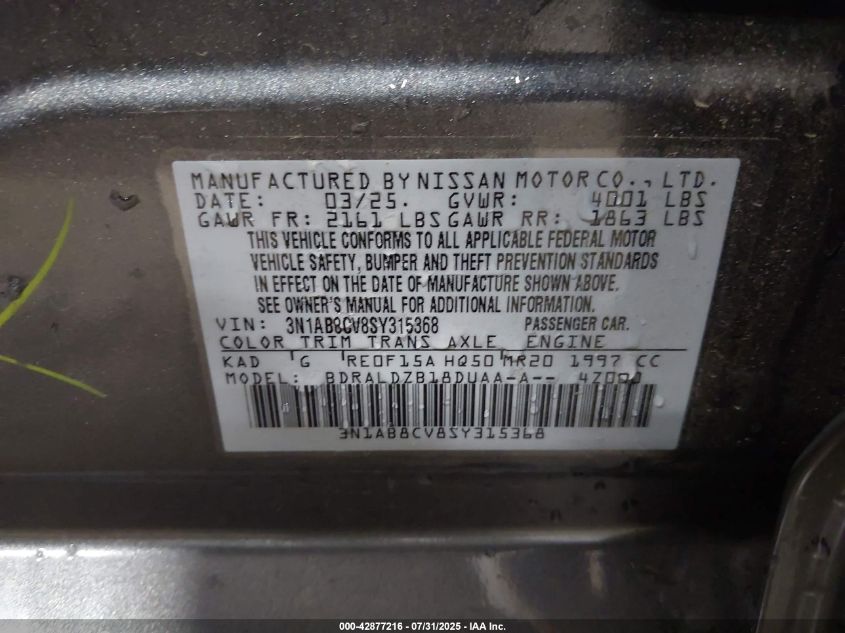 MANUFACTURED BY NISSAN MOTOR CO., LTD.
DATE: 03/25. GVWR: 4001 LBS
GAWR FR: 2161 LBS GAWR RR: 1863 LBS
THIS VEHICLE CONFORMS TO ALL APPLICABLE FEDERAL MOTOR
VEHICLE SAFETY, BUMPER AND THEFT PREVENTION STANDARDS
IN EFFECT ON THE DATE OF MANUFACTURE SHOWN ABOVE.
SEE OWNER'S MANUAL FOR ADDITIONAL INFORMATION.
VIN: 3N1AB8CV8SY315368 PASSENGER CAR.
COLOR TRIM TRANS AXLE ENGINE
KAD G RE0F15A HQ50 MR20 1997 CC
MODEL: BDRALDZB18DUAA-A--
3N1AB8CV8SY315368
000-42877216 | 07/31/2025 - IAA Inc.